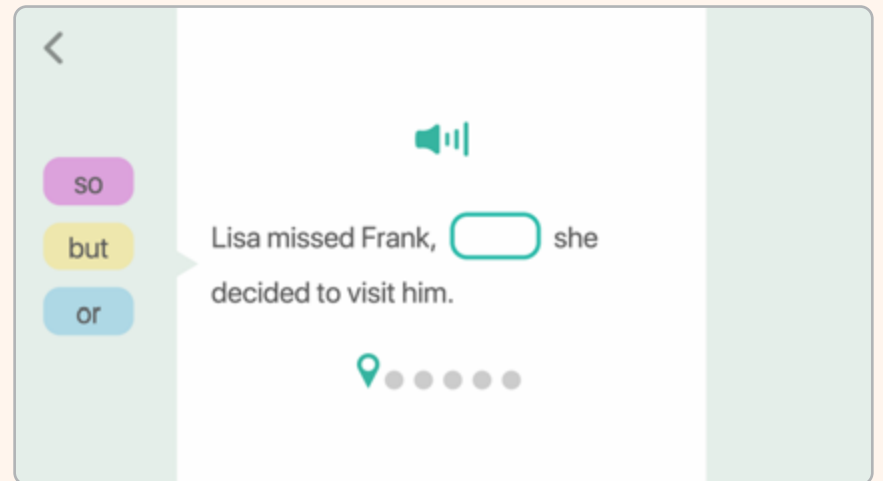 so
but
or
Lisa missed Frank, she
decided to visit him.